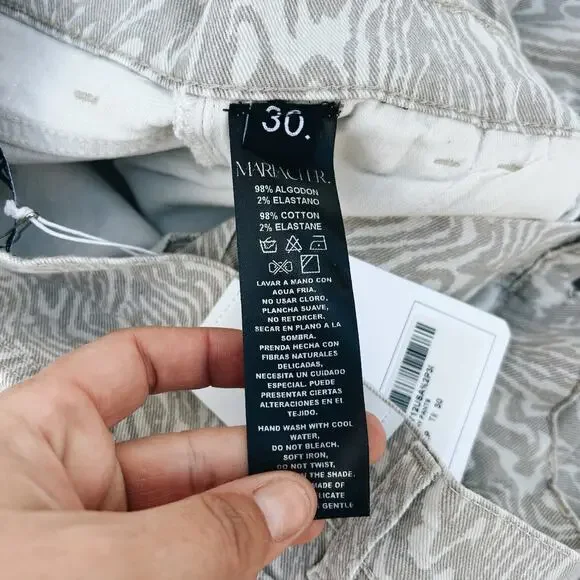 30.
MARIACHER.
98% ALGODON
2% ELASTANO
98% COTTON
2% ELASTANE
LAVAR A MANO CON
AGUA FRIA.
NO USAR CLORO,
PLANCHA SUAVE,
NO RETORCER.
SECAR EN PLANO A LA
SOMBRA.
PRENDA HECHA CON
FIBRAS NATURALES
DELICADAS,
NECESITA UN CUIDADO
ESPECIAL. PUEDE
PRESENTAR CIERTAS
ALTERACIONES EN EL
TEJIDO.
HAND WASH WITH COOL
WATER,
DO NOT BLEACH.
SOFT IRON,
DO NOT TWIST,
IN THE SHADE.
MADE OF
GENTLE
PANTS
30